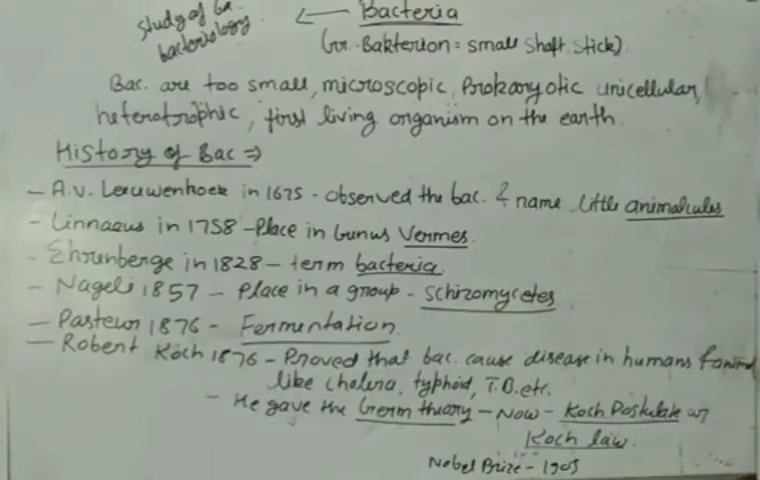 study of Ba.
bacteriology
Bacteria
(Gr. Bakterion = small shaft stick)
Bac. are too small, microscopic, Prokaryotic unicellular,
heterotrophic, first living organism on the earth.
History of Bac ⇒
- A.V. Leeuwenhoek in 1675 - observed the bac. & name little animalcules
- Linnaeus in 1758 - Place in Genus Vermes.
- Ehrenberge in 1828 - term bacteria.
- Nageli 1857 - Place in a group - Schizomycetes
- Pasteur 1876 - Fermentation.
- Robert Koch 1876 - Proved that bac. cause disease in humans &
like cholera, typhoid, T.B. etc.
- He gave the Germ theory - Now - Koch Postulate or
Koch law.
Nobel Prize - 1905